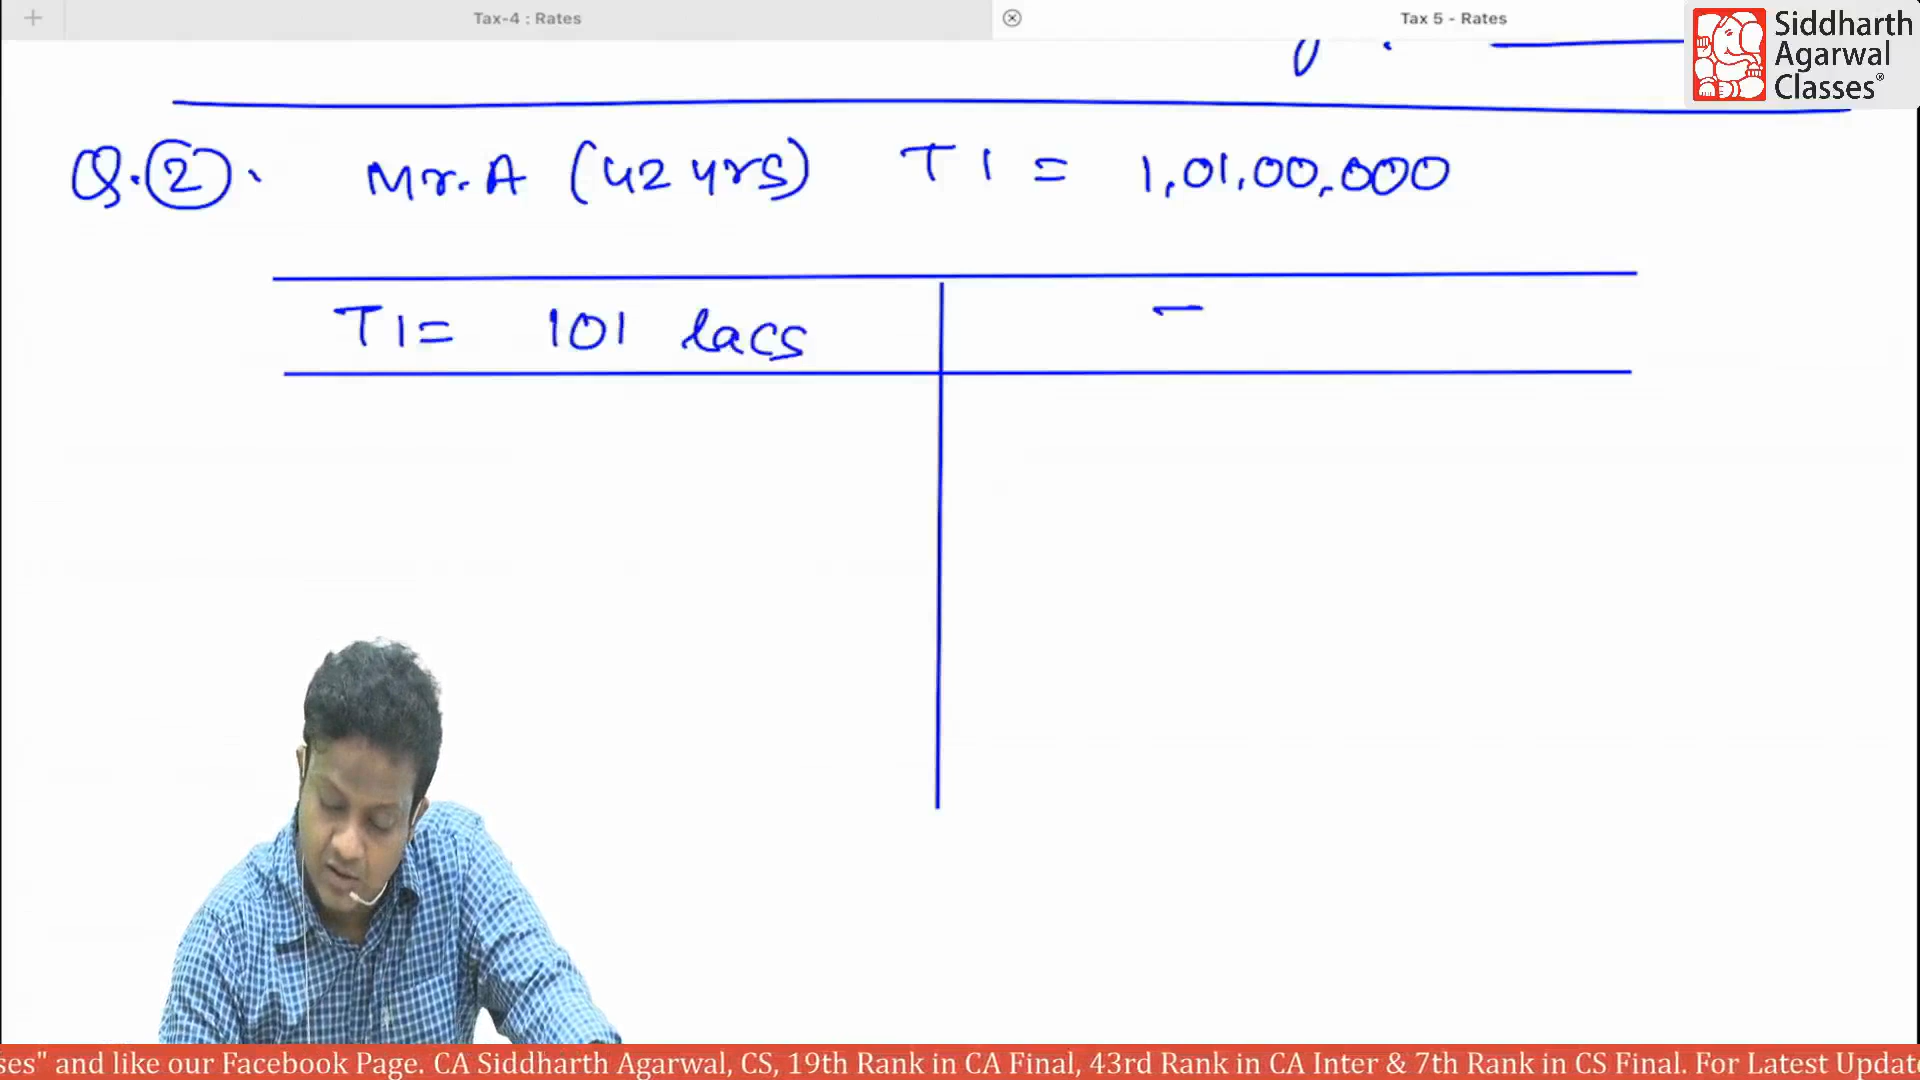 Tax-4 : Rates
Tax 5 - Rates
Siddharth
Agarwal
Classes®
Q.2. Mr. A (42 yrs) TI = 1,01,00,000
TI = 101 lacs
ses" and like our Facebook Page. CA Siddharth Agarwal, CS, 19th Rank in CA Final, 43rd Rank in CA Inter & 7th Rank in CS Final. For Latest Update